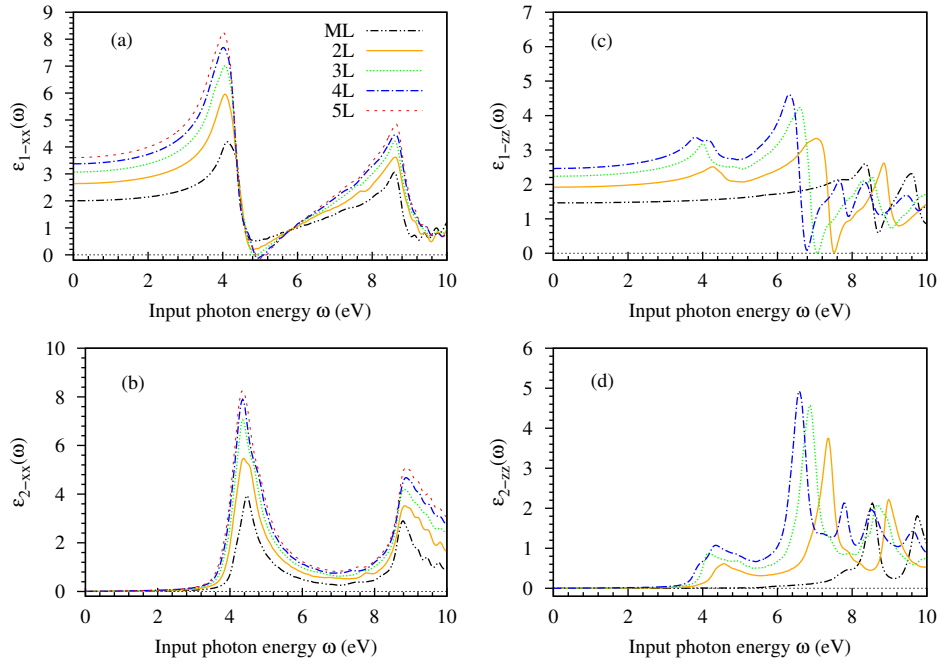 (a)
ML
2L
3L
4L
5L
ε1−xx(ω)
9
8
7
6
5
4
3
2
1
0
0 2 4 6 8 10
Input photon energy ω (eV)
(c)
ε1−zz(ω)
7
6
5
4
3
2
1
0
0 2 4 6 8 10
Input photon energy ω (eV)
(b)
ε2−xx(ω)
10
8
6
4
2
0
0 2 4 6 8 10
Input photon energy ω (eV)
(d)
ε2−zz(ω)
6
5
4
3
2
1
0
0 2 4 6 8 10
Input photon energy ω (eV)